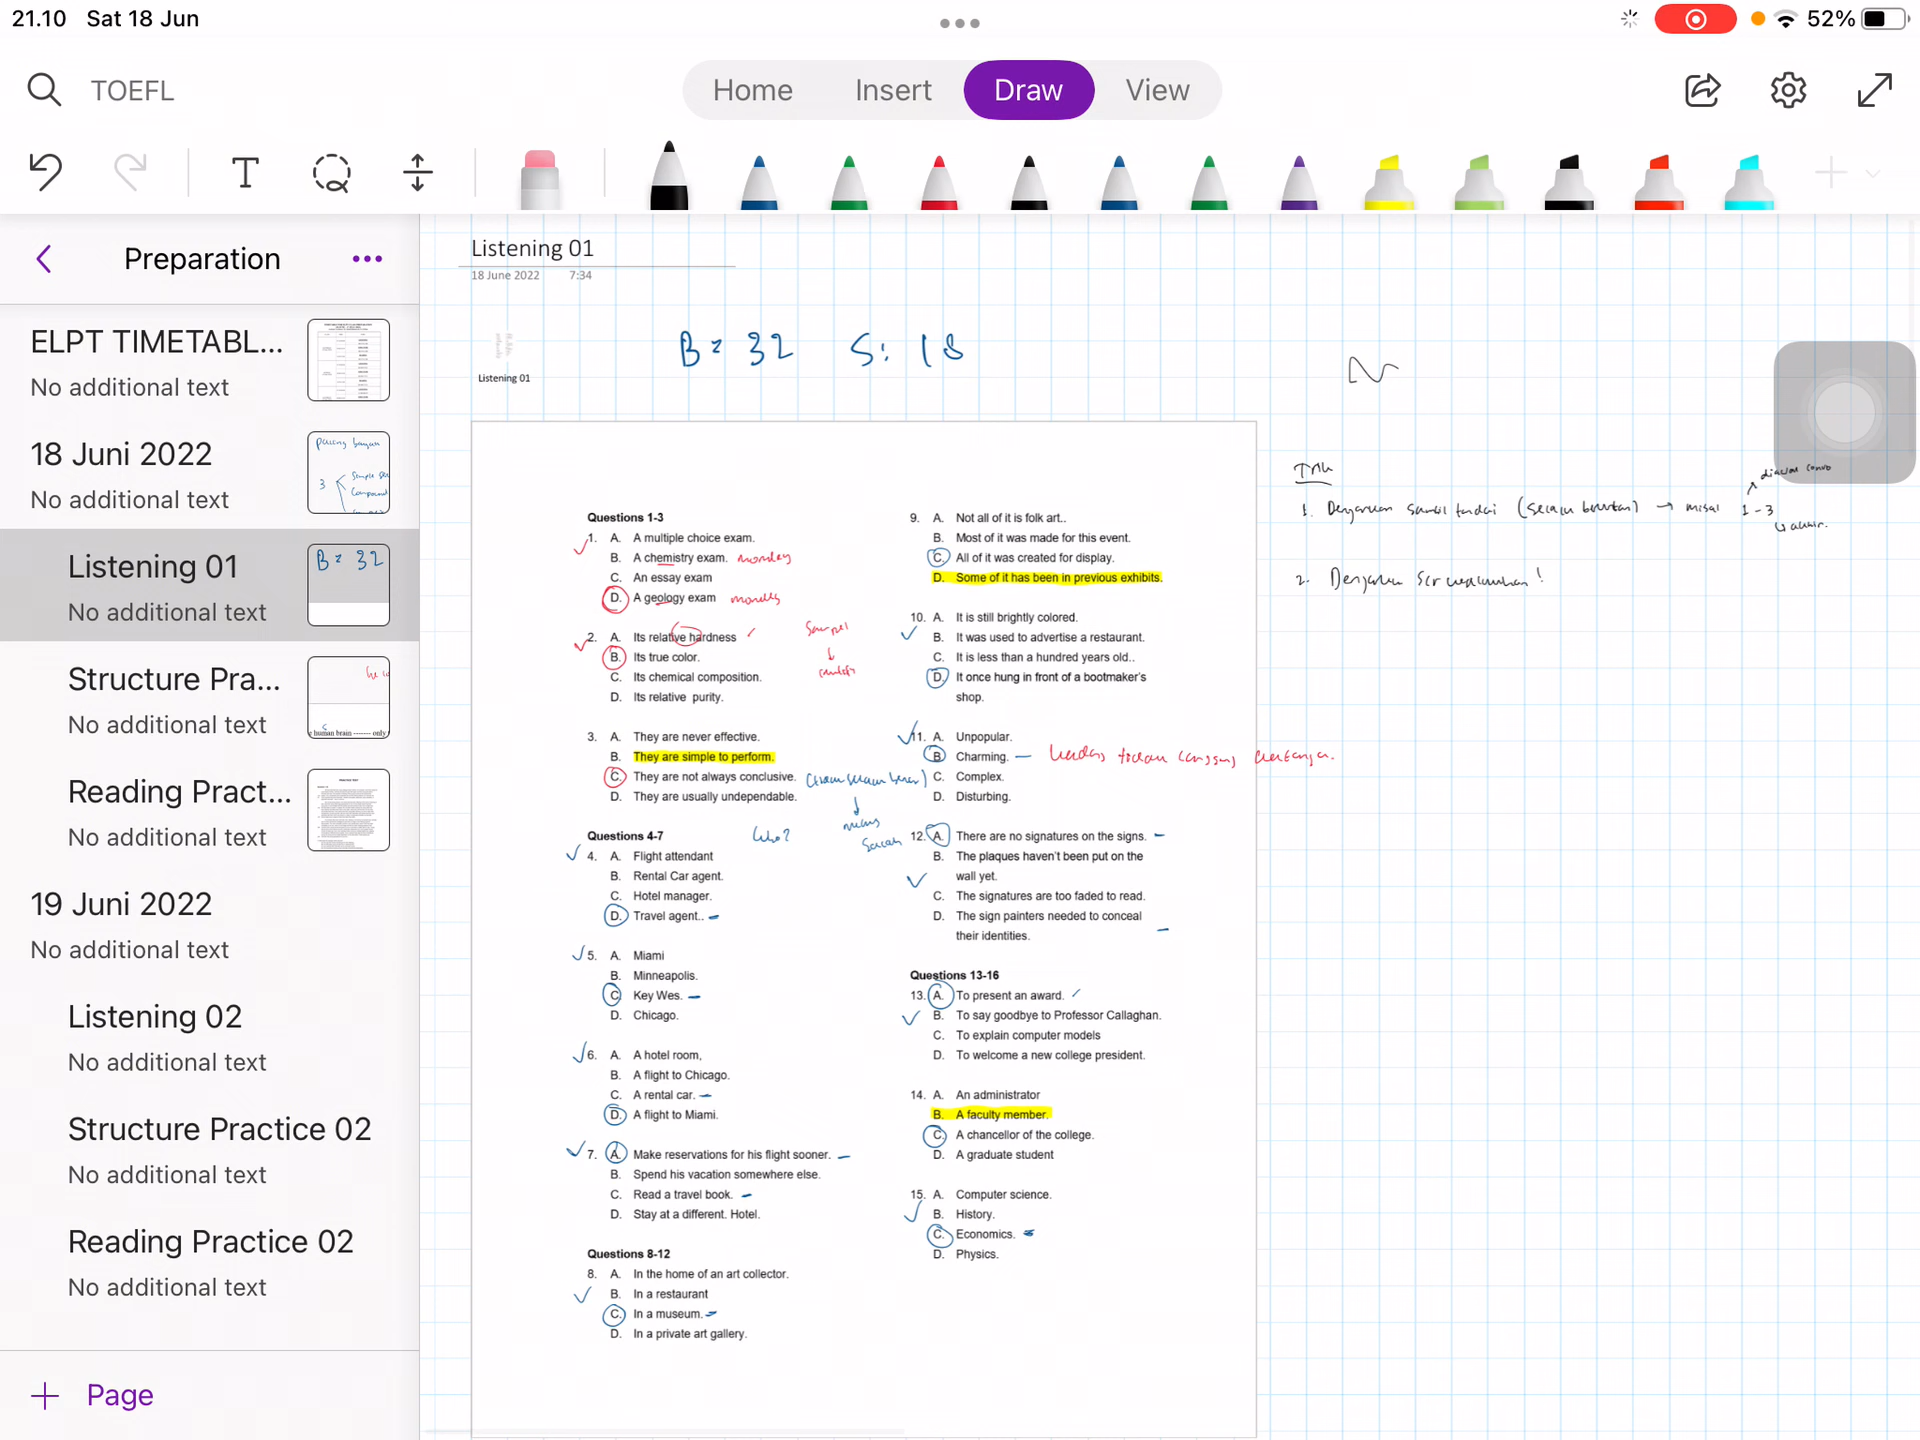 21.10 Sat 18 Jun
52%
TOEFL
Home Insert Draw View
T
Preparation
ELPT TIMETABL...
No additional text
18 Juni 2022
No additional text
Listening 01
No additional text
Structure Pra...
No additional text
Reading Pract...
No additional text
19 Juni 2022
No additional text
Listening 02
No additional text
Structure Practice 02
No additional text
Reading Practice 02
No additional text
Page
Listening 01
18 June 2022 7:34
B = 32 S: 18
Listening 01
Questions 1-3
1. A. A multiple choice exam.
B. A chemistry exam. monday
C. An essay exam
D. A geology exam
2. A. Its relative hardness
B. Its true color.
C. Its chemical composition.
D. Its relative purity.
3. A. They are never effective.
B. They are simple to perform.
C. They are not always conclusive.
D. They are usually undependable.
Questions 4-7 Who?
4. A. Flight attendant
B. Rental Car agent.
C. Hotel manager.
D. Travel agent..
5. A. Miami
B. Minneapolis.
C. Key Wes.
D. Chicago.
6. A. A hotel room,
B. A flight to Chicago.
C. A rental car.
D. A flight to Miami.
7. A. Make reservations for his flight sooner.
B. Spend his vacation somewhere else.
C. Read a travel book.
D. Stay at a different. Hotel.
Questions 8-12
8. A. In the home of an art collector.
B. In a restaurant
C. In a museum.
D. In a private art gallery.
9. A. Not all of it is folk art..
B. Most of it was made for this event.
C. All of it was created for display.
D. Some of it has been in previous exhibits.
10. A. It is still brightly colored.
B. It was used to advertise a restaurant.
C. It is less than a hundred years old..
D. It once hung in front of a bootmaker's
shop.
11. A. Unpopular.
B. Charming.
C. Complex.
D. Disturbing.
12. A. There are no signatures on the signs.
B. The plaques haven't been put on the
wall yet.
C. The signatures are too faded to read.
D. The sign painters needed to conceal
their identities.
Questions 13-16
13. A. To present an award.
B. To say goodbye to Professor Callaghan.
C. To explain computer models
D. To welcome a new college president.
14. A. An administrator
B. A faculty member.
C. A chancellor of the college.
D. A graduate student
15. A. Computer science.
B. History.
C. Economics.
D. Physics.
1. Dengarkan sambil tandai (secara berurutan) → misal 1-3
2. Dengarkan